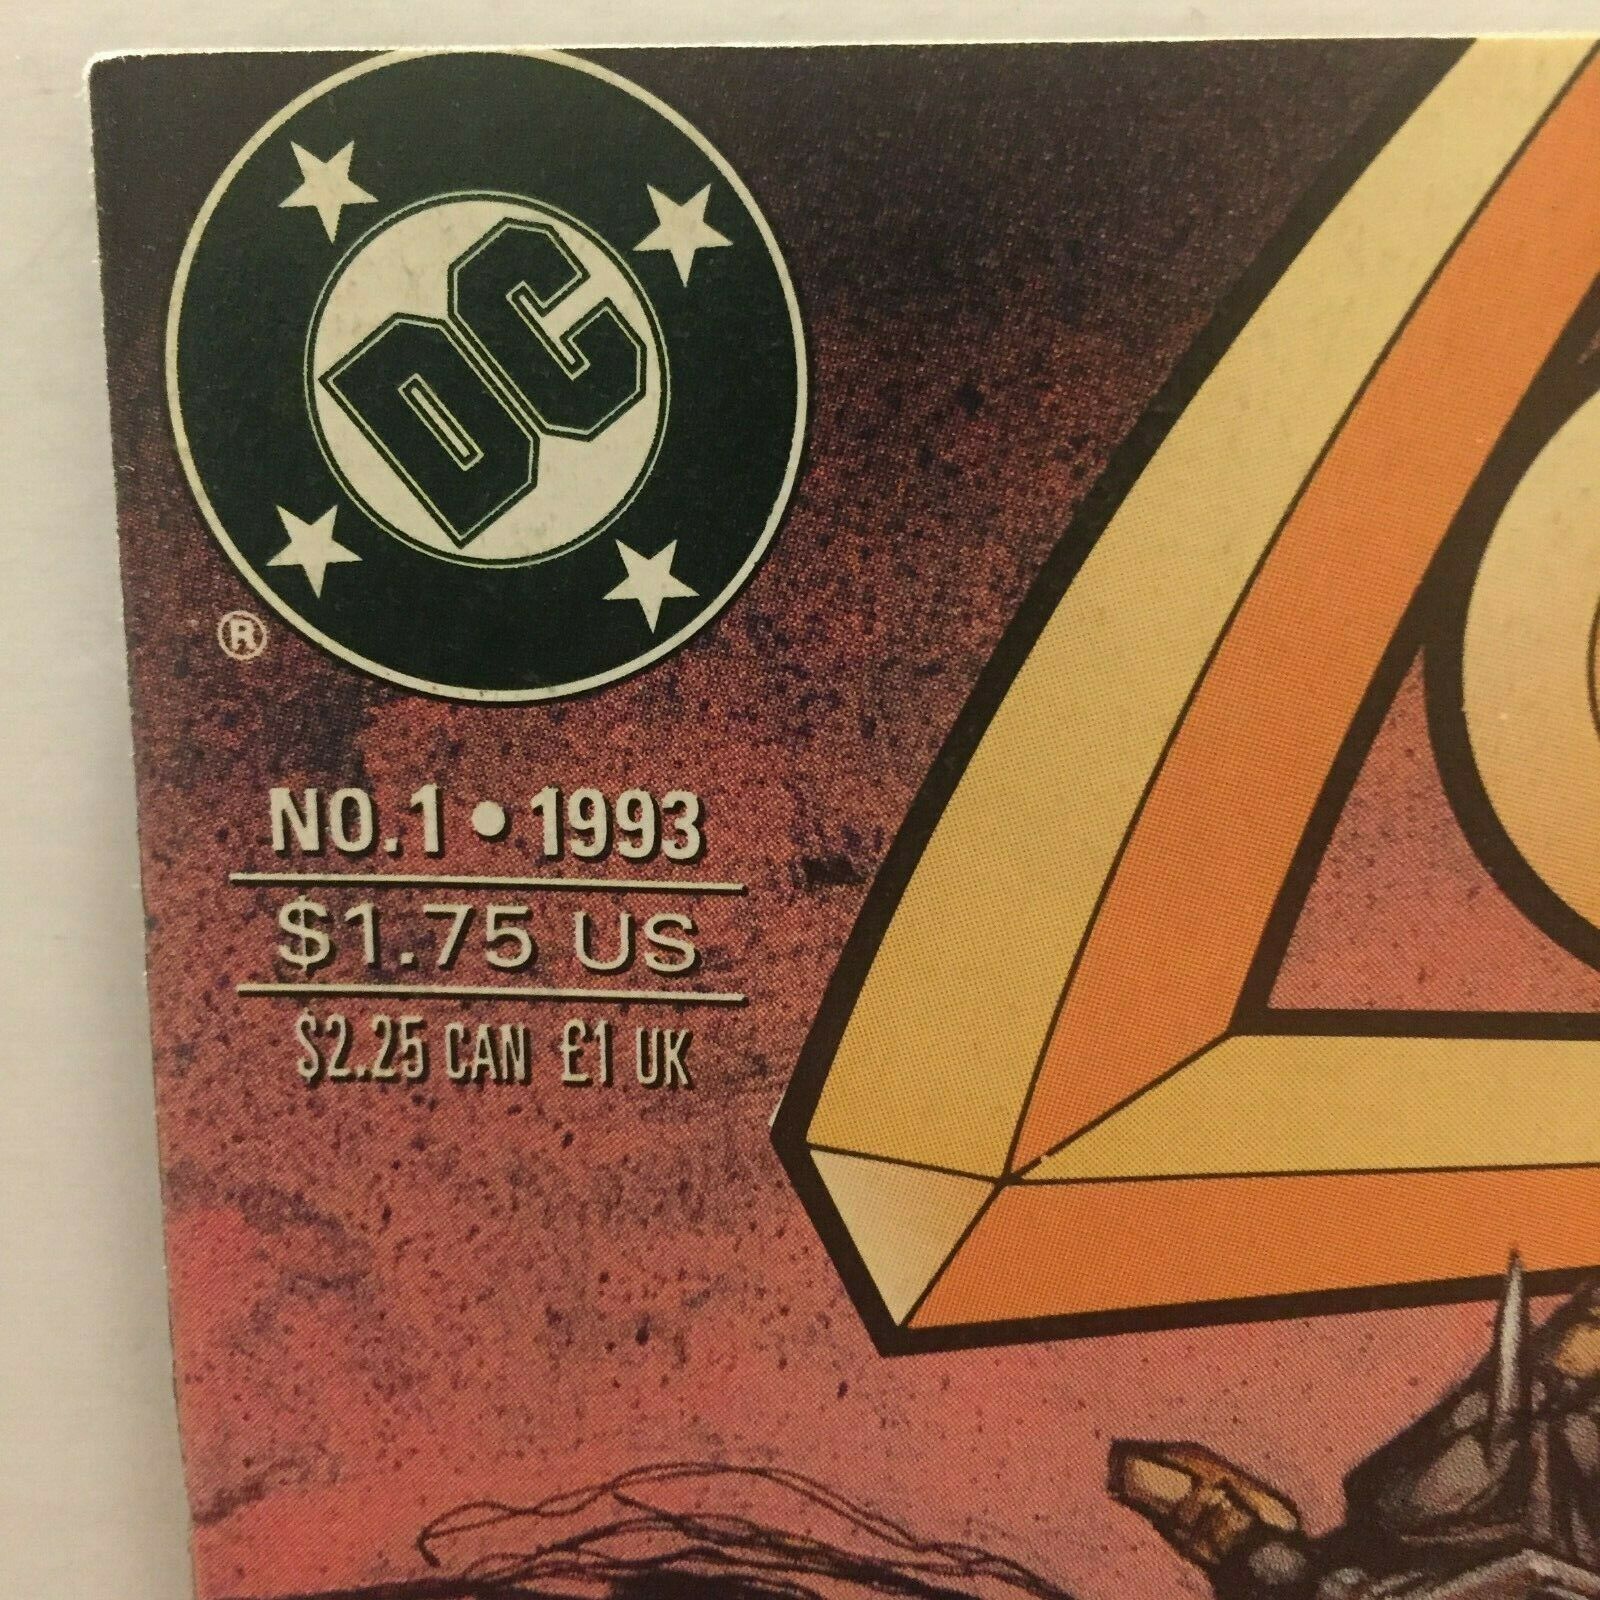 DC
®
NO.1 • 1993
$1.75 US
$2.25 CAN £1 UK